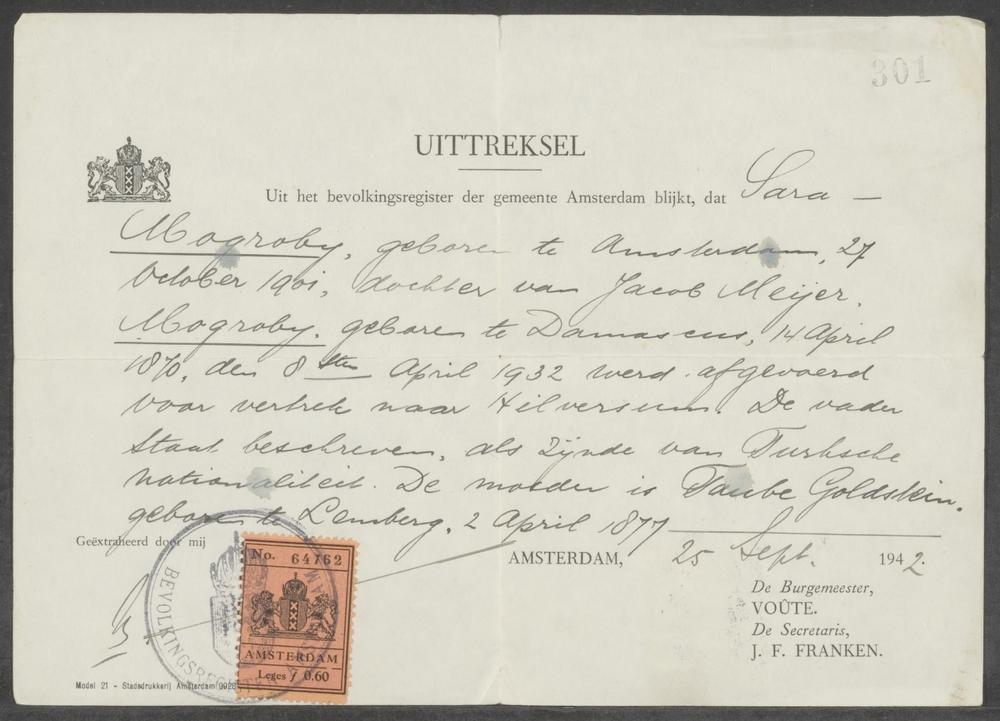 301
UITTREKSEL
Uit het bevolkingsregister der gemeente Amsterdam blijkt, dat Sara —
Mogroby, geboren te Amsterdam, 27
October 1901, dochter van Jacob Meijer.
Mogroby, geboren te Damascus, 14 April
1870, den 8sten April 1932 werd afgevoerd
voor vertrek naar Hilversum. De vader
staat beschreven, als zijnde van Turksche
nationaliteit. De moeder is Taube Goldstein.
geboren te Lemberg, 2 April 1877
Geëxtraheerd door mij
AMSTERDAM, 25 Sept. 1942.
De Burgemeester,
VOÛTE.
De Secretaris,
J. F. FRANKEN.
No. 64762
AMSTERDAM
Leges ƒ 0.60
BEVOLKINGSREGISTER
Model 21 - Stadsdrukkerij Amsterdam 9928